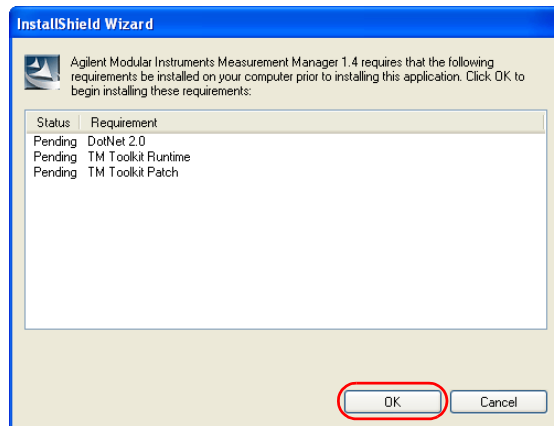 InstallShield Wizard
Agilent Modular Instruments Measurement Manager 1.4 requires that the following
requirements be installed on your computer prior to installing this application. Click OK to
begin installing these requirements:
Status Requirement
Pending DotNet 2.0
Pending TM Toolkit Runtime
Pending TM Toolkit Patch
OK Cancel